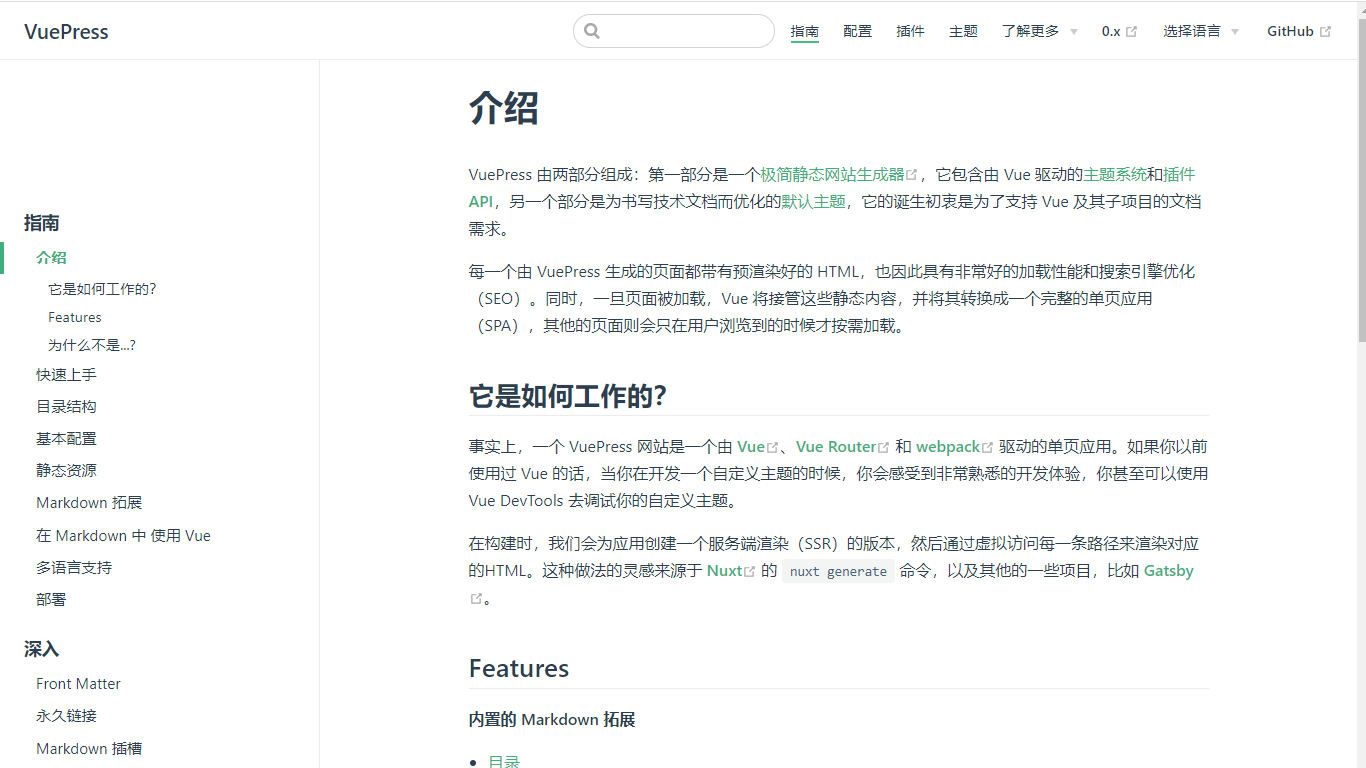 VuePress
指南 配置 插件 主题 了解更多 0.x 选择语言 GitHub
指南
介绍
它是如何工作的?
Features
为什么不是...?
快速上手
目录结构
基本配置
静态资源
Markdown 拓展
在 Markdown 中 使用 Vue
多语言支持
部署
深入
Front Matter
永久链接
Markdown 插槽
介绍
VuePress 由两部分组成：第一部分是一个极简静态网站生成器，它包含由 Vue 驱动的主题系统和插件
API，另一个部分是为书写技术文档而优化的默认主题，它的诞生初衷是为了支持 Vue 及其子项目的文档
需求。
每一个由 VuePress 生成的页面都带有预渲染好的 HTML，也因此具有非常好的加载性能和搜索引擎优化
（SEO）。同时，一旦页面被加载，Vue 将接管这些静态内容，并将其转换成一个完整的单页应用
（SPA），其他的页面则会只在用户浏览到的时候才按需加载。
它是如何工作的?
事实上，一个 VuePress 网站是一个由 Vue、Vue Router 和 webpack 驱动的单页应用。如果你以前
使用过 Vue 的话，当你在开发一个自定义主题的时候，你会感受到非常熟悉的开发体验，你甚至可以使用
Vue DevTools 去调试你的自定义主题。
在构建时，我们会为应用创建一个服务端渲染（SSR）的版本，然后通过虚拟访问每一条路径来渲染对应
的HTML。这种做法的灵感来源于 Nuxt 的 nuxt generate 命令，以及其他的一些项目，比如 Gatsby
。
Features
内置的 Markdown 拓展
目录